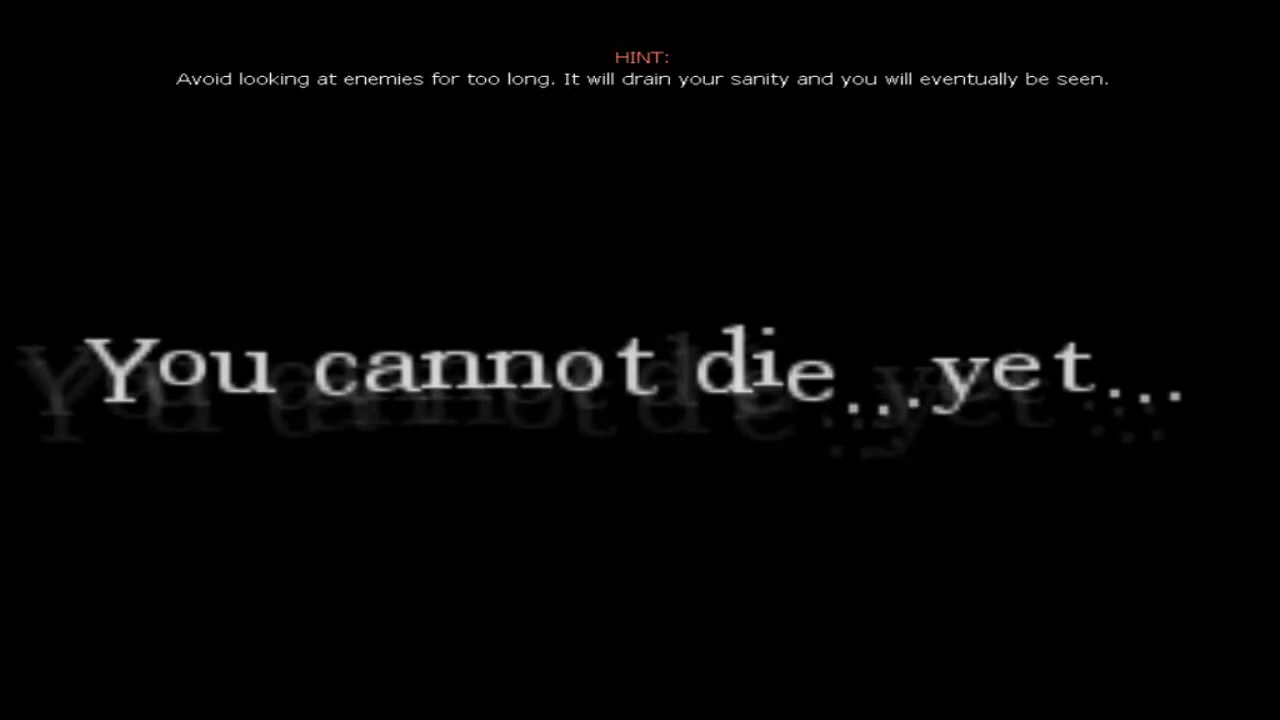 HINT:
Avoid looking at enemies for too long. It will drain your sanity and you will eventually be seen.
You cannot die...yet...